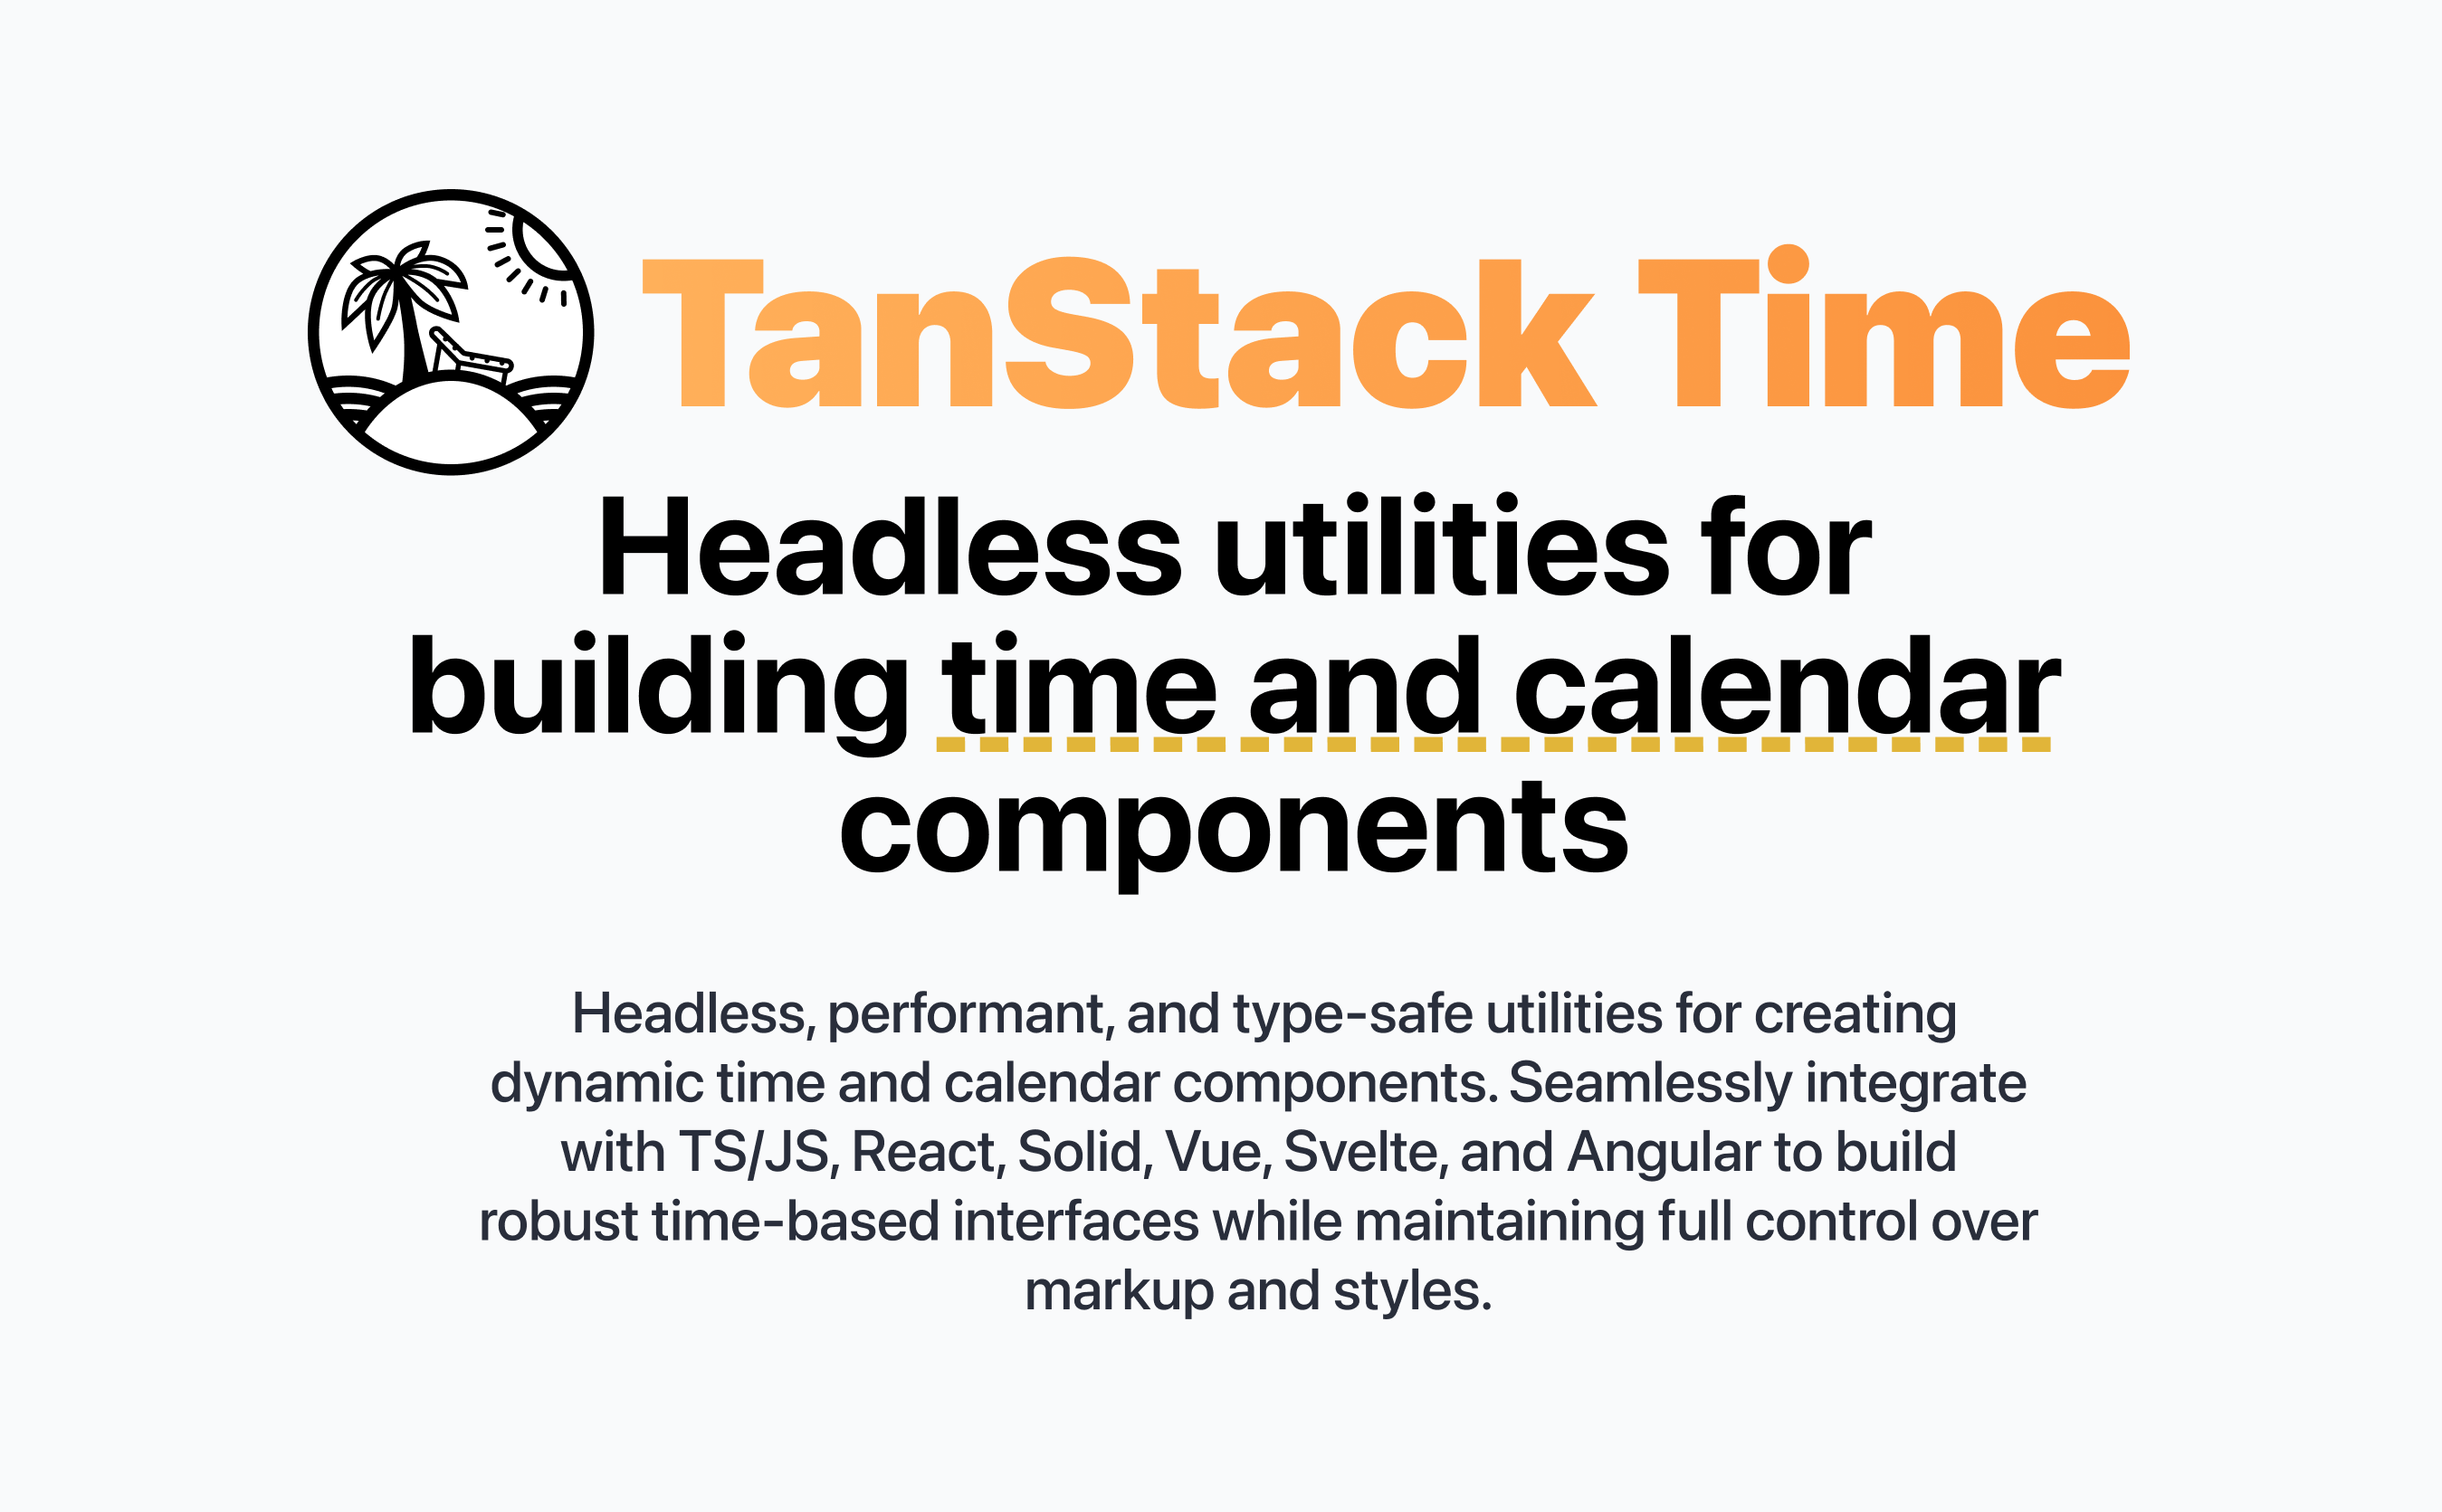 TanStack Time
Headless utilities for
building time and calendar
components
Headless, performant, and type-safe utilities for creating
dynamic time and calendar components. Seamlessly integrate
with TS/JS, React, Solid, Vue, Svelte, and Angular to build
robust time-based interfaces while maintaining full control over
markup and styles.